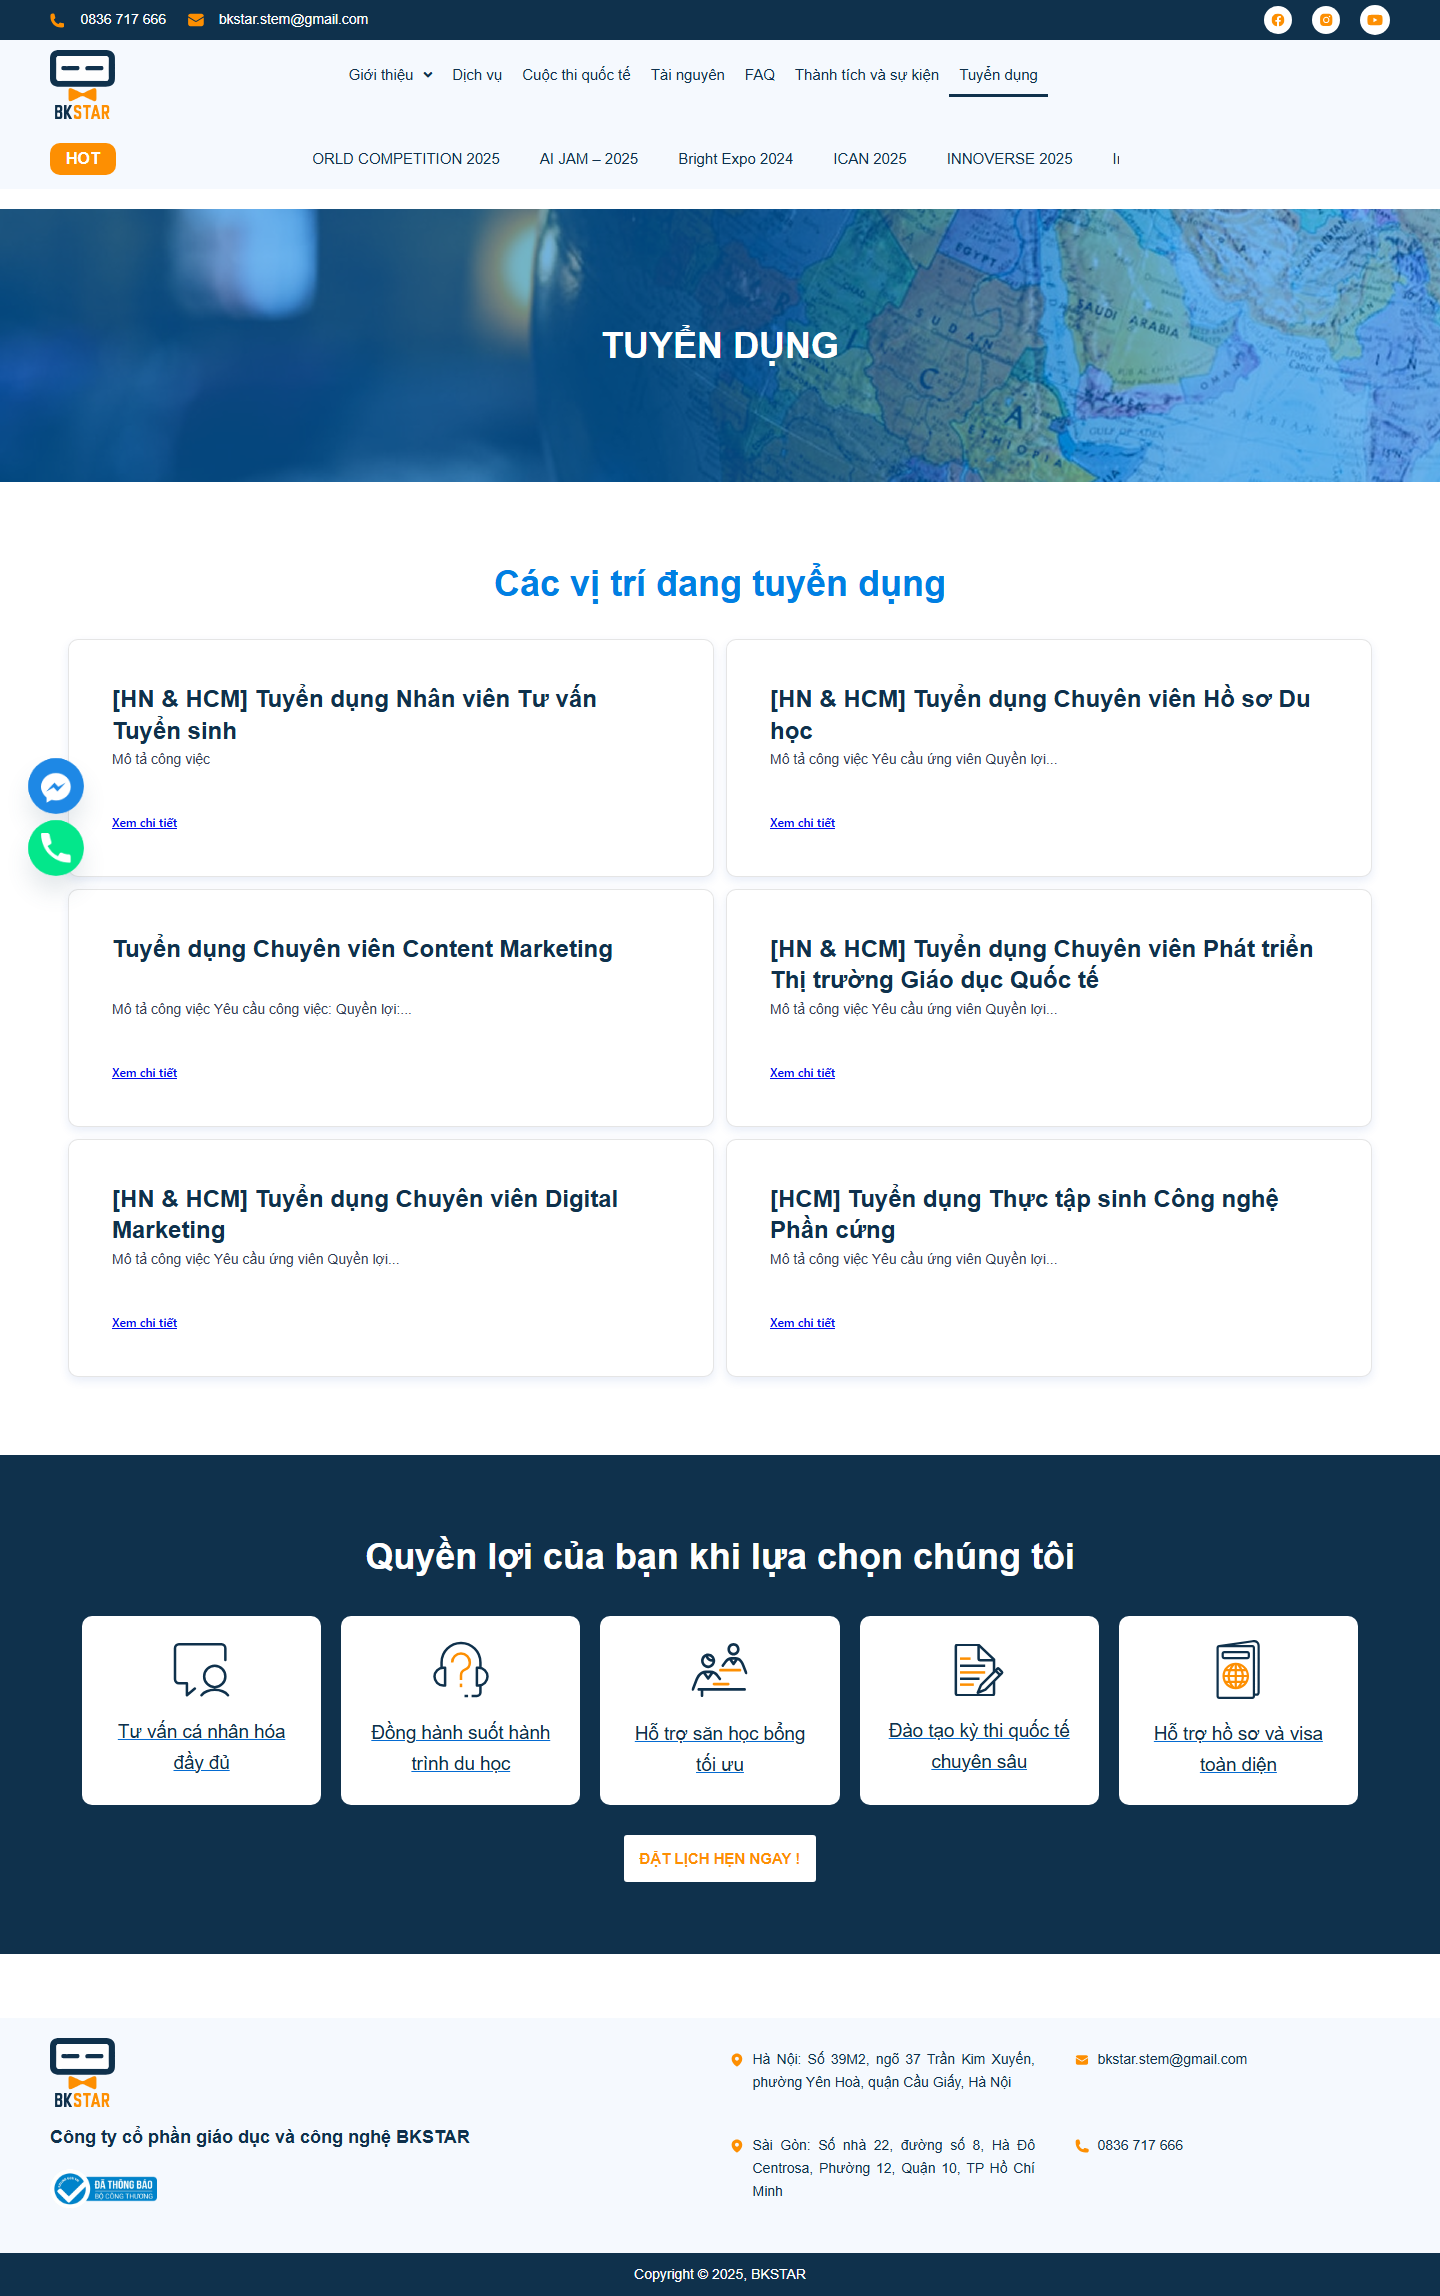 0836 717 666
bkstar.stem@gmail.com
BKSTAR
Giới thiệu
Dịch vụ
Cuộc thi quốc tế
Tài nguyên
FAQ
Thành tích và sự kiện
Tuyển dụng
HOT
ORLD COMPETITION 2025
AI JAM – 2025
Bright Expo 2024
ICAN 2025
INNOVERSE 2025
EGYPT
SUDAN
SAUDI ARABIA
OMAN
YEMEN
ETHIOPIA
TUYỂN DỤNG
Các vị trí đang tuyển dụng
[HN & HCM] Tuyển dụng Nhân viên Tư vấn
Tuyển sinh
Mô tả công việc
Xem chi tiết
[HN & HCM] Tuyển dụng Chuyên viên Hồ sơ Du
học
Mô tả công việc Yêu cầu ứng viên Quyền lợi...
Xem chi tiết
Tuyển dụng Chuyên viên Content Marketing
Mô tả công việc Yêu cầu công việc: Quyền lợi:...
Xem chi tiết
[HN & HCM] Tuyển dụng Chuyên viên Phát triển
Thị trường Giáo dục Quốc tế
Mô tả công việc Yêu cầu ứng viên Quyền lợi...
Xem chi tiết
[HN & HCM] Tuyển dụng Chuyên viên Digital
Marketing
Mô tả công việc Yêu cầu ứng viên Quyền lợi...
Xem chi tiết
[HCM] Tuyển dụng Thực tập sinh Công nghệ
Phần cứng
Mô tả công việc Yêu cầu ứng viên Quyền lợi...
Xem chi tiết
Quyền lợi của bạn khi lựa chọn chúng tôi
Tư vấn cá nhân hóa
đầy đủ
Đồng hành suốt hành
trình du học
Hỗ trợ săn học bổng
tối ưu
Đào tạo kỳ thi quốc tế
chuyên sâu
Hỗ trợ hồ sơ và visa
toàn diện
ĐẶT LỊCH HẸN NGAY !
BKSTAR
Công ty cổ phần giáo dục và công nghệ BKSTAR
ĐÃ THÔNG BÁO
BỘ CÔNG THƯƠNG
Hà Nội: Số 39M2, ngõ 37 Trần Kim Xuyến,
phường Yên Hoà, quận Cầu Giấy, Hà Nội
bkstar.stem@gmail.com
Sài Gòn: Số nhà 22, đường số 8, Hà Đô
Centrosa, Phường 12, Quận 10, TP Hồ Chí
Minh
0836 717 666
Copyright © 2025, BKSTAR